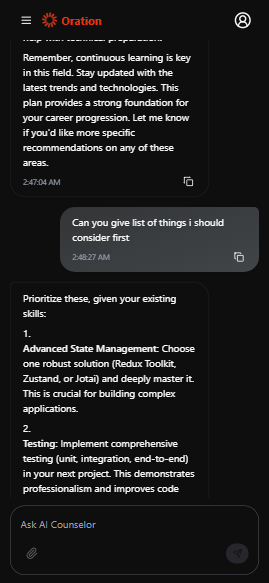 Oration
help with technical preparation.
Remember, continuous learning is key
in this field. Stay updated with the
latest trends and technologies. This
plan provides a strong foundation for
your career progression. Let me know
if you'd like more specific
recommendations on any of these
areas.
2:47:04 AM
Can you give list of things i should
consider first
2:48:27 AM
Prioritize these, given your existing
skills:
1.
Advanced State Management: Choose
one robust solution (Redux Toolkit,
Zustand, or Jotai) and deeply master it.
This is crucial for building complex
applications.
2.
Testing: Implement comprehensive
testing (unit, integration, end-to-end)
in your next project. This demonstrates
professionalism and improves code
Ask AI Counselor